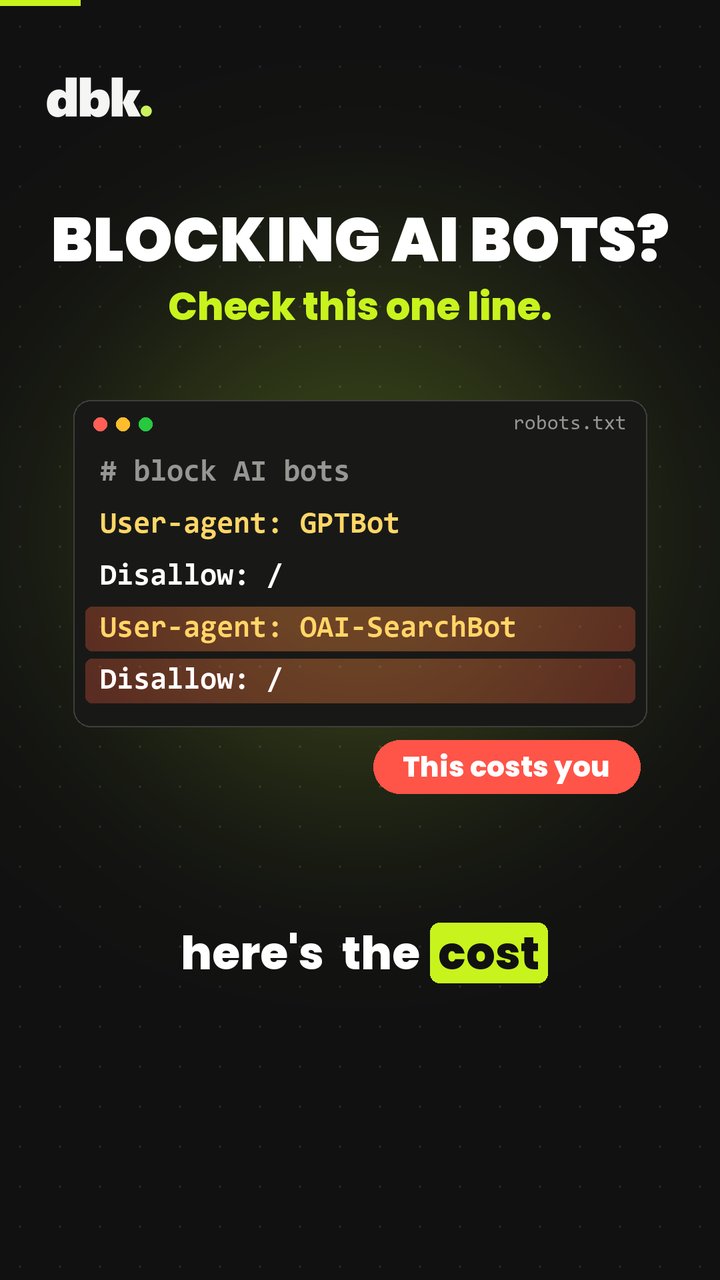 dbk.
BLOCKING AI BOTS?
Check this one line.
robots.txt
# block AI bots
User-agent: GPTBot
Disallow: /
User-agent: OAI-SearchBot
Disallow: /
This costs you
here's the cost